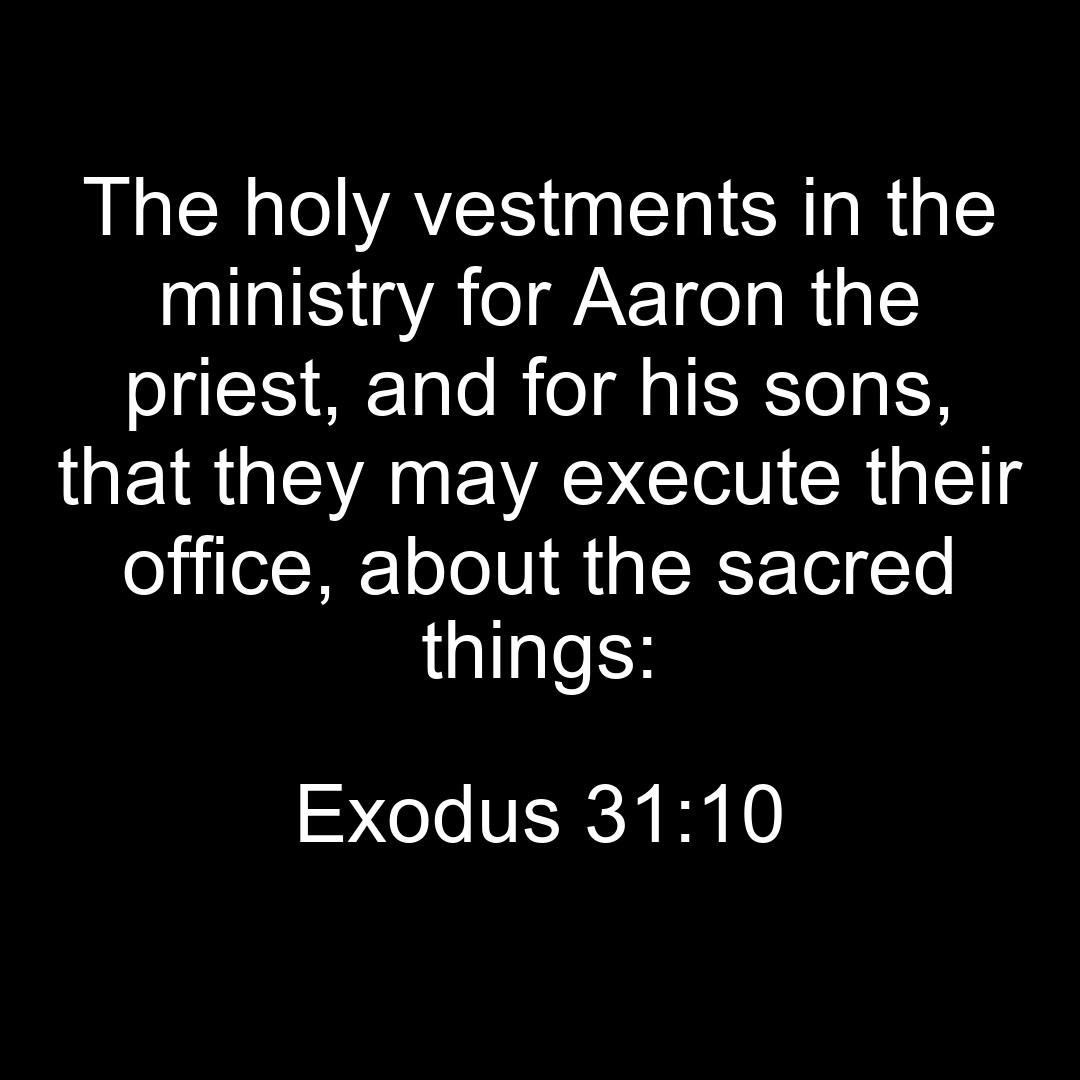 The holy vestments in the
ministry for Aaron the
priest, and for his sons,
that they may execute their
office, about the sacred
things:
Exodus 31:10